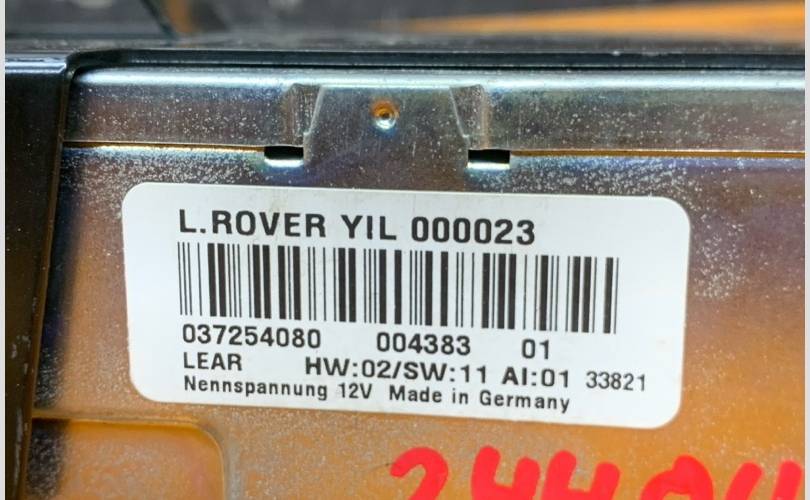 L.ROVER YIL 000023
037254080 004383 01
LEAR HW:02/SW:11 AI:01 33821
Nennspannung 12V Made in Germany